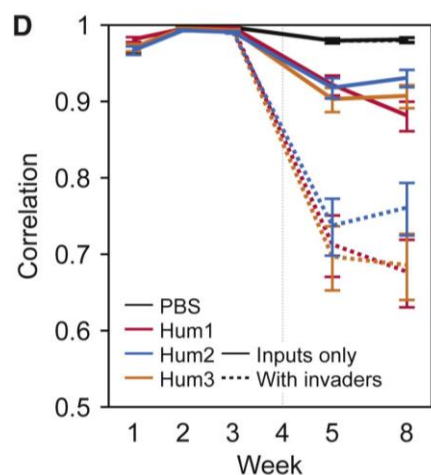 D
1
0.9
0.8
0.7
0.6
0.5
Correlation
PBS
Hum1
Hum2 Inputs only
Hum3 With invaders
1 2 3 4 5 8
Week